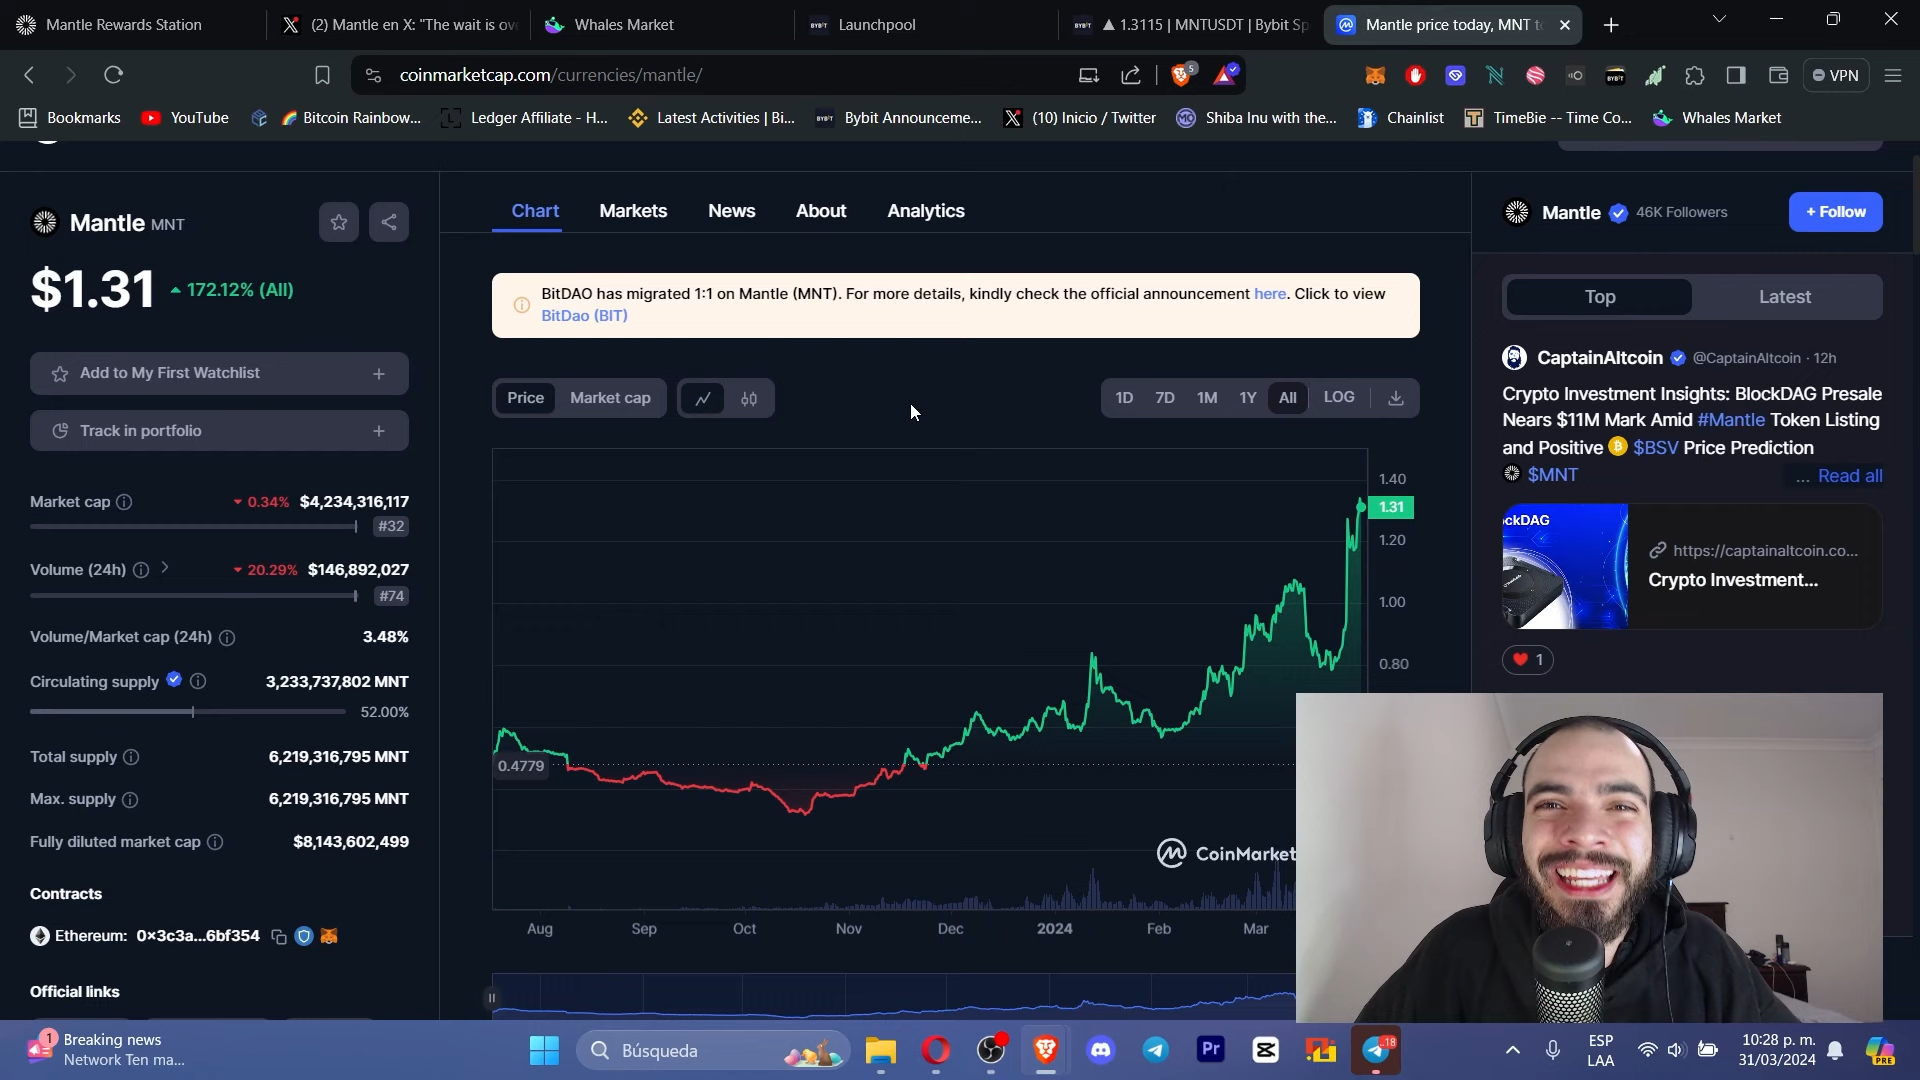 Mantle Rewards Station
(2) Mantle en X: "The wait is ove
Whales Market
Launchpool
▲ 1.3115 | MNTUSDT | Bybit Sp
Mantle price today, MNT to
coinmarketcap.com/currencies/mantle/
5
BYBIT
VPN
Bookmarks
YouTube
Bitcoin Rainbow...
Ledger Affiliate - H...
Latest Activities | Bi...
Bybit Announceme...
(10) Inicio / Twitter
Shiba Inu with the...
Chainlist
TimeBie -- Time Co...
Whales Market
Mantle MNT
$1.31
172.12% (All)
Add to My First Watchlist
Track in portfolio
Market cap
0.34% $4,234,316,117
#32
Volume (24h)
20.29% $146,892,027
#74
Volume/Market cap (24h)
3.48%
Circulating supply
3,233,737,802 MNT
52.00%
Total supply
6,219,316,795 MNT
Max. supply
6,219,316,795 MNT
Fully diluted market cap
$8,143,602,499
Contracts
Ethereum: 0x3c3a...6bf354
Official links
Chart
Markets
News
About
Analytics
BitDAO has migrated 1:1 on Mantle (MNT). For more details, kindly check the official announcement here. Click to view
BitDao (BIT)
Price
Market cap
1D
7D
1M
1Y
All
LOG
1.40
1.31
1.20
1.00
0.80
0.4779
CoinMarket
Aug
Sep
Oct
Nov
Dec
2024
Feb
Mar
Mantle
46K Followers
+ Follow
Top
Latest
CaptainAltcoin
@CaptainAltcoin · 12h
Crypto Investment Insights: BlockDAG Presale
Nears $11M Mark Amid #Mantle Token Listing
and Positive $BSV Price Prediction
$MNT
... Read all
ockDAG
https://captainaltcoin.co...
Crypto Investment...
1
1
Breaking news
Network Ten ma...
Búsqueda
Pr
18
ESP
LAA
10:28 p. m.
31/03/2024
PRE